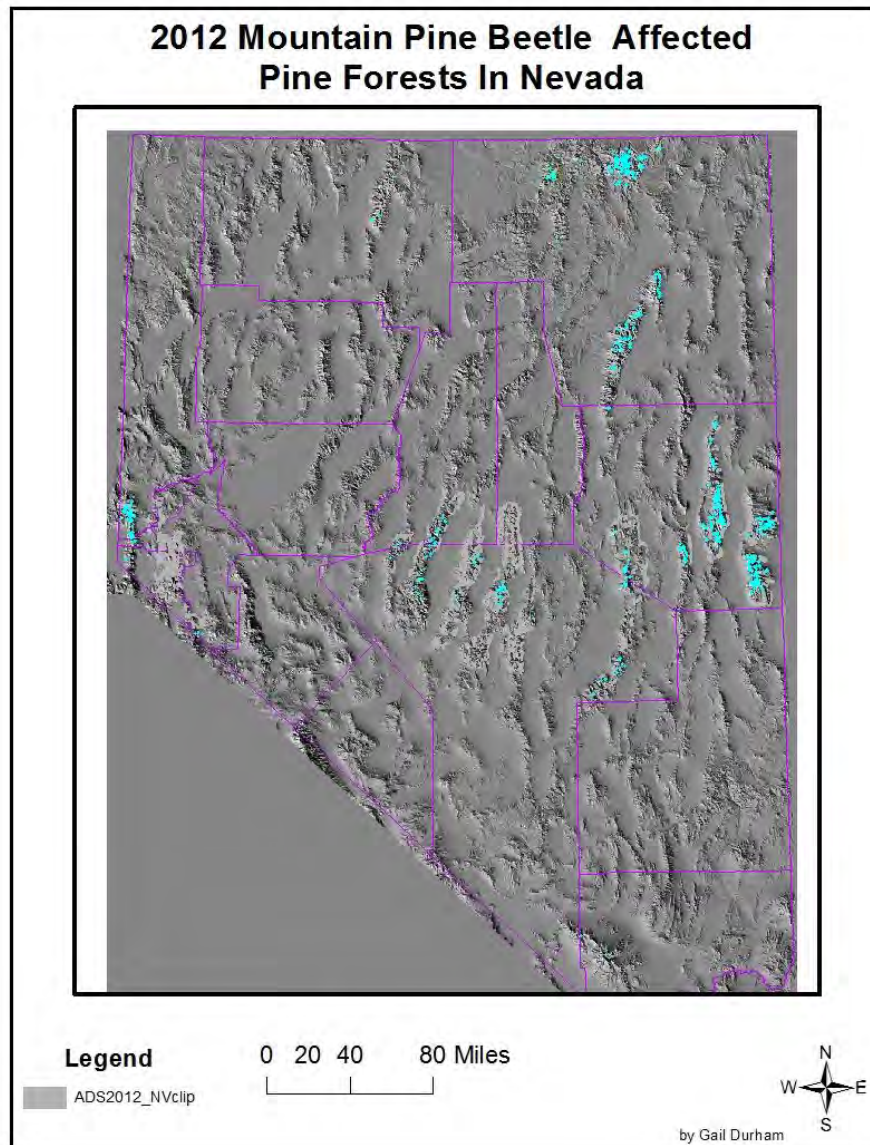 2012 Mountain Pine Beetle  Affected
Pine Forests In Nevada
Legend
ADS2012_NVclip
0 20 40 80 Miles
N
W E
S
by Gail Durham